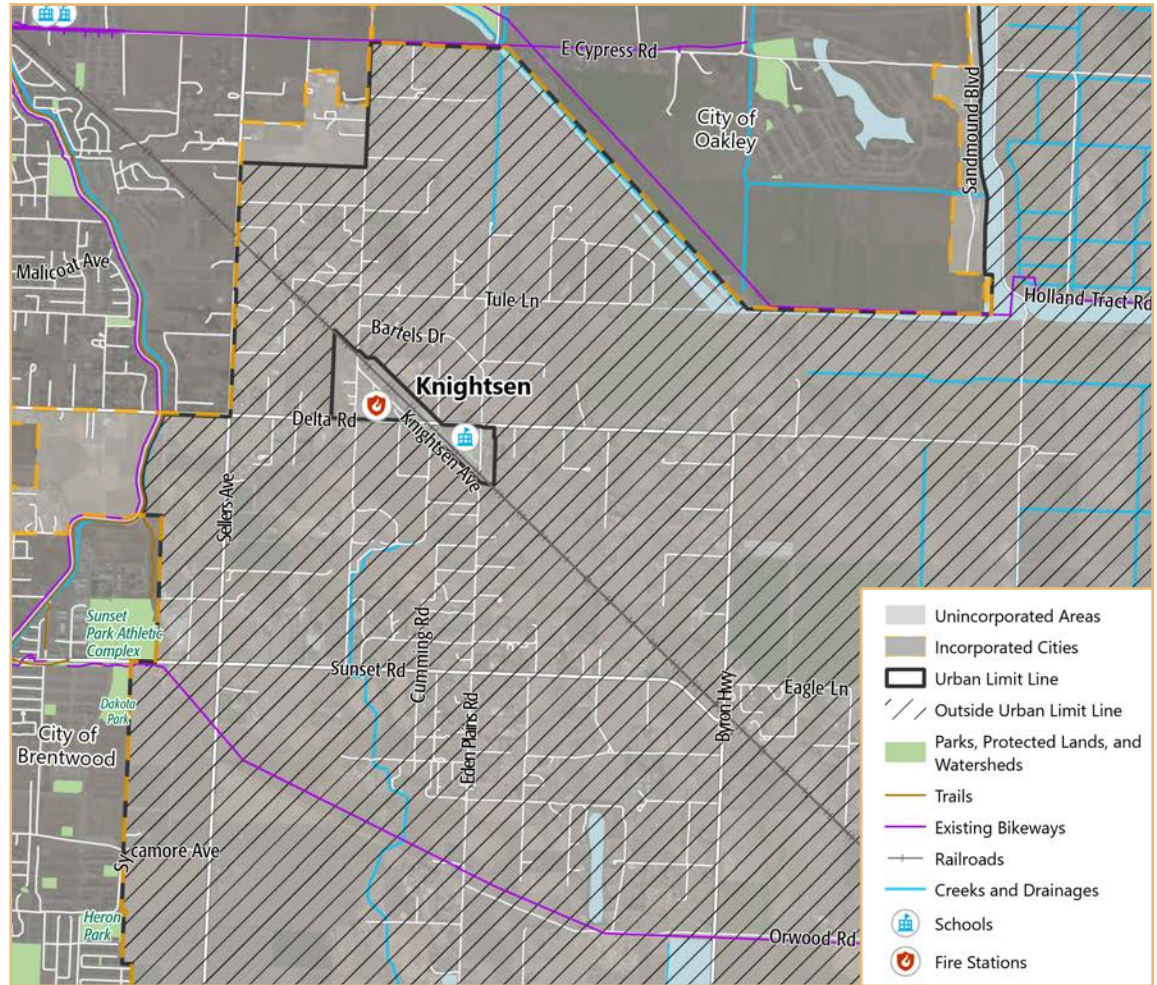 E Cypress Rd
City of
Oakley
Sandmound Blvd
Malicoat Ave
Holland Tract Rd
Tule Ln
Bartels Dr
Knightsen
Delta Rd
Knightsen Ave
Sellers Ave
Sunset
Park Athletic
Complex
Cumming Rd
Sunset Rd
Eagle Ln
Dakota
Park
Byron Hwy
City of
Brentwood
Eden Plains Rd
Sycamore Ave
Heron
Park
Orwood Rd
Unincorporated Areas
Incorporated Cities
Urban Limit Line
Outside Urban Limit Line
Parks, Protected Lands, and
Watersheds
Trails
Existing Bikeways
Railroads
Creeks and Drainages
Schools
Fire Stations